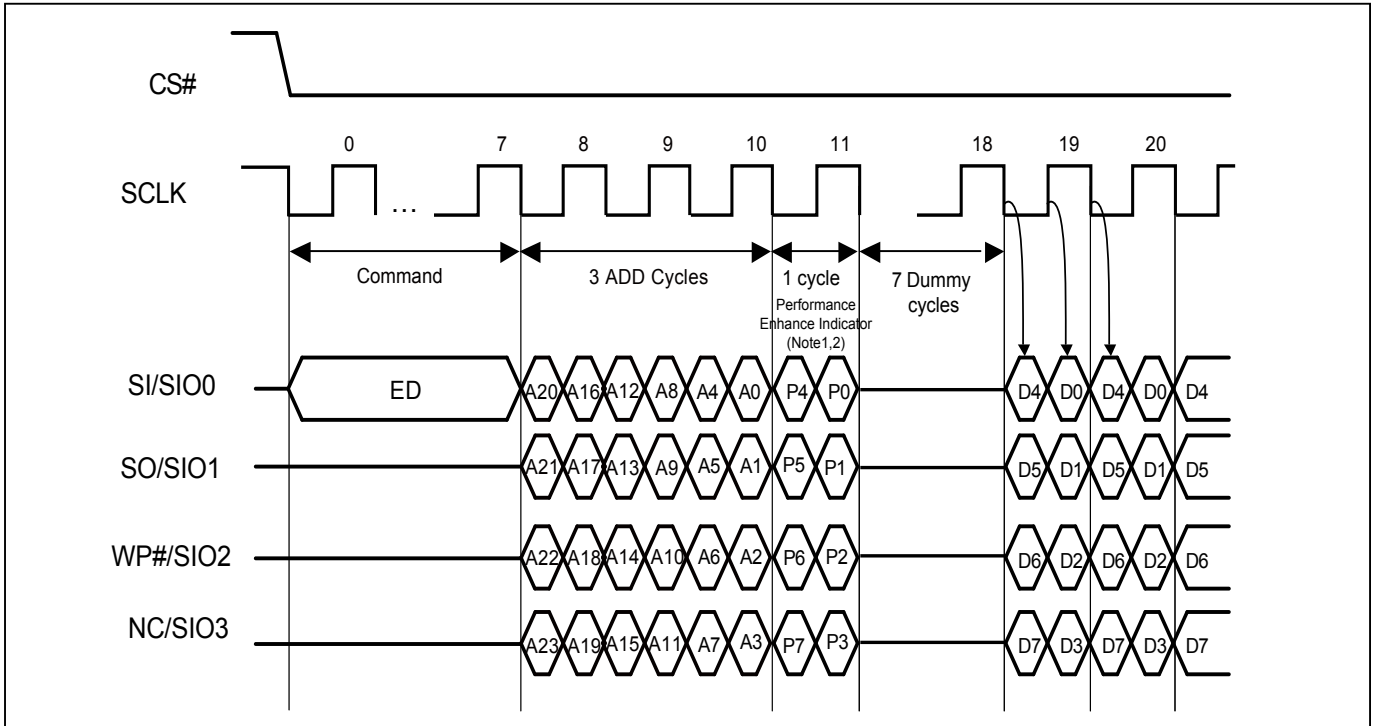 CS#
0 7 8 9 10 11 18 19 20
SCLK
...
Command 3 ADD Cycles 1 cycle 7 Dummy
cycles
Performance
Enhance Indicator
(Note1,2)
SI/SIO0 ED A20 A16 A12 A8 A4 A0 P4 P0 D4 D0 D4 D0 D4
SO/SIO1 A21 A17 A13 A9 A5 A1 P5 P1 D5 D1 D5 D1 D5
WP#/SIO2 A22 A18 A14 A10 A6 A2 P6 P2 D6 D2 D6 D2 D6
NC/SIO3 A23 A19 A15 A11 A7 A3 P7 P3 D7 D3 D7 D3 D7